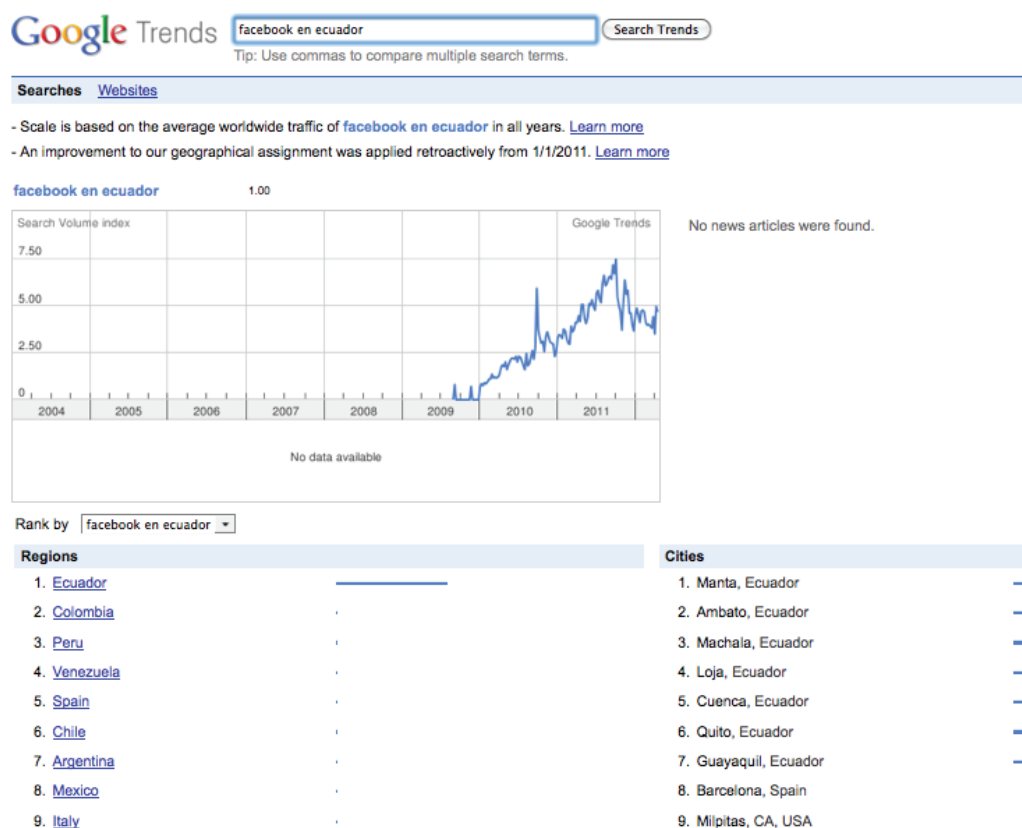 Google Trends
facebook en ecuador
Search Trends
Tip: Use commas to compare multiple search terms.
Searches Websites
- Scale is based on the average worldwide traffic of facebook en ecuador in all years. Learn more
- An improvement to our geographical assignment was applied retroactively from 1/1/2011. Learn more
facebook en ecuador 1.00
Search Volume index Google Trends
No news articles were found.
7.50
5.00
2.50
0
2004 2005 2006 2007 2008 2009 2010 2011
No data available
Rank by facebook en ecuador
Regions
1. Ecuador
2. Colombia
3. Peru
4. Venezuela
5. Spain
6. Chile
7. Argentina
8. Mexico
9. Italy
Cities
1. Manta, Ecuador
2. Ambato, Ecuador
3. Machala, Ecuador
4. Loja, Ecuador
5. Cuenca, Ecuador
6. Quito, Ecuador
7. Guayaquil, Ecuador
8. Barcelona, Spain
9. Milpitas, CA, USA